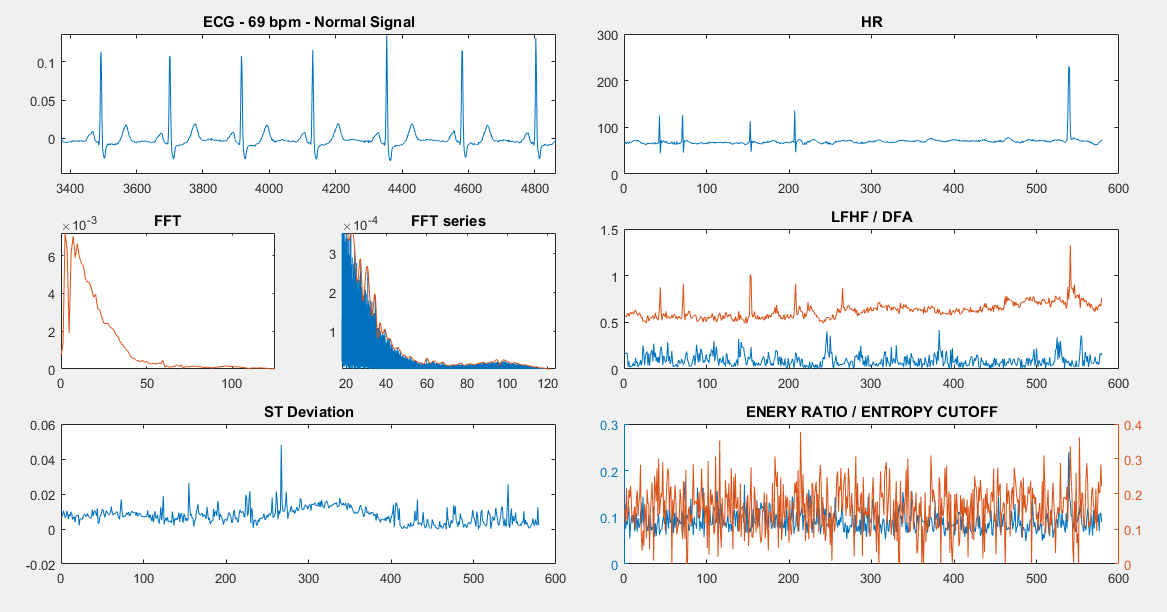 ECG - 69 bpm - Normal Signal
0.1
0.05
0
3400 3600 3800 4000 4200 4400 4600 4800
HR
300
200
100
0
0 100 200 300 400 500 600
FFT
×10-3
6
4
2
0
0 50 100
FFT series
×10-4
3
2
1
20 40 60 80 100 120
LFHF / DFA
1.5
1
0.5
0
0 100 200 300 400 500 600
ST Deviation
0.06
0.04
0.02
0
-0.02
0 100 200 300 400 500 600
ENERY RATIO / ENTROPY CUTOFF
0.3 0.4
0.2 0.3
0.2
0.1 0.1
0 0
0 100 200 300 400 500 600